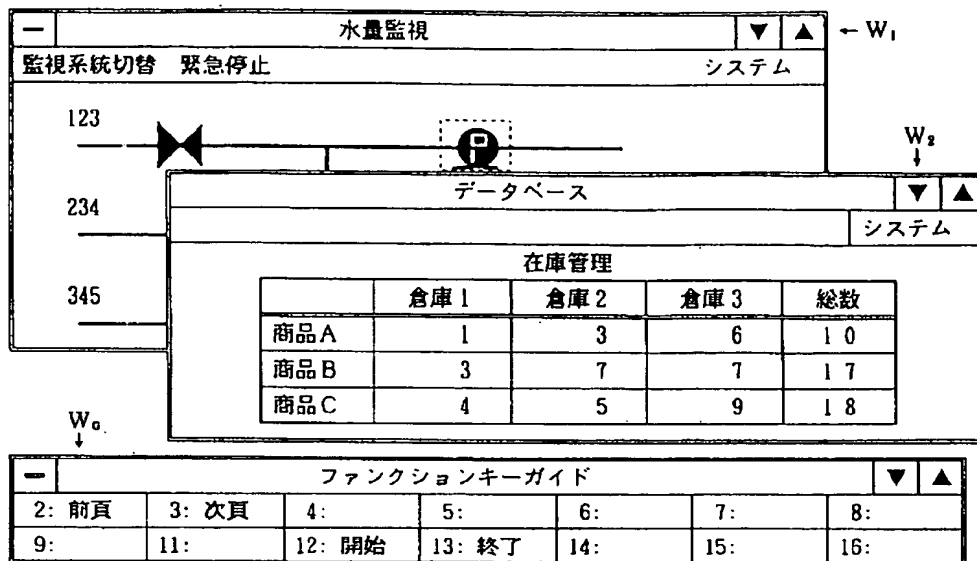 水量監視 ▼ ▲ ← W₁
監視系統切替 緊急停止 システム
123
P
W₂
↓
データベース ▼ ▲
システム
234
在庫管理
倉庫1 倉庫2 倉庫3 総数
345
商品A 1 3 6 10
商品B 3 7 7 17
商品C 4 5 9 18
W₀
↓
ファンクションキーガイド ▼ ▲
2: 前頁 3: 次頁 4: 5: 6: 7: 8:
9: 11: 12: 開始 13: 終了 14: 15: 16: